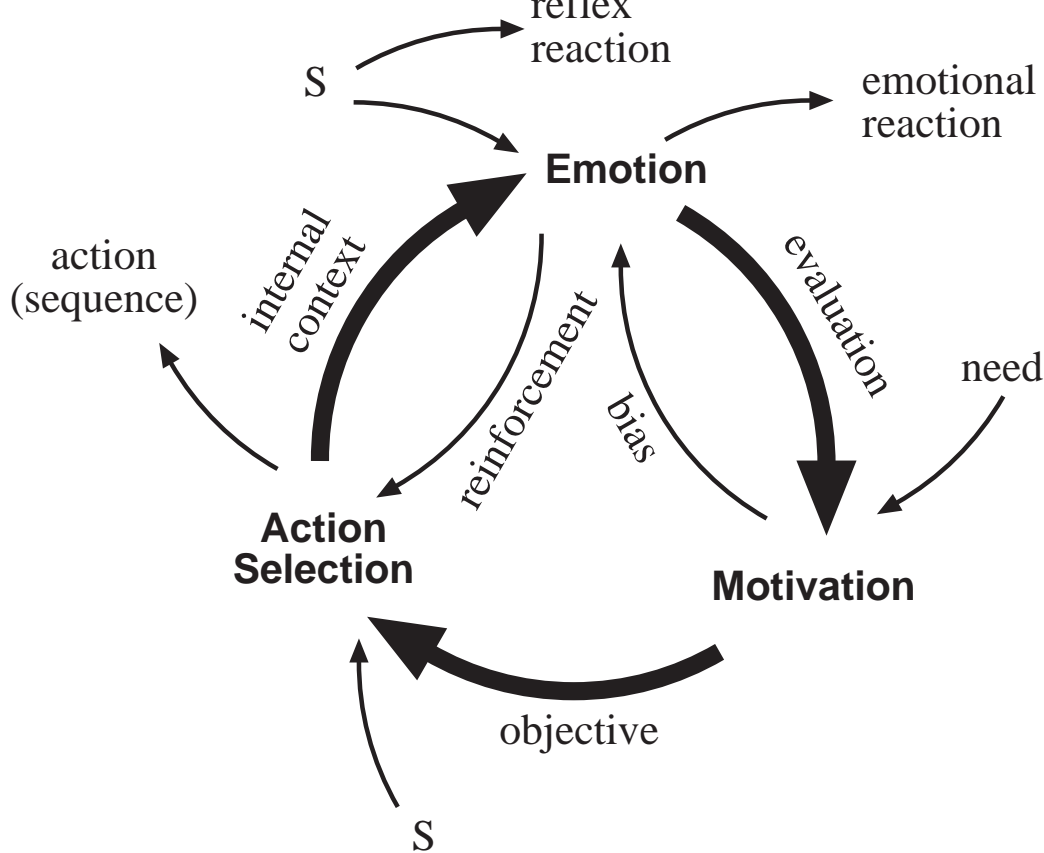 reflex
reaction
S
emotional
reaction
Emotion
internal
context
evaluation
action
(sequence)
reinforcement
bias
need
Action
Selection
Motivation
objective
S